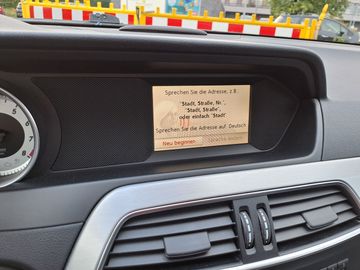 Sprechen Sie die Adresse, z.B.:
"Stadt, Straße, Nr.",
"Stadt, Straße",
oder einfach "Stadt"
Sprechen Sie die Adresse auf: Deutsch
Neu beginnen